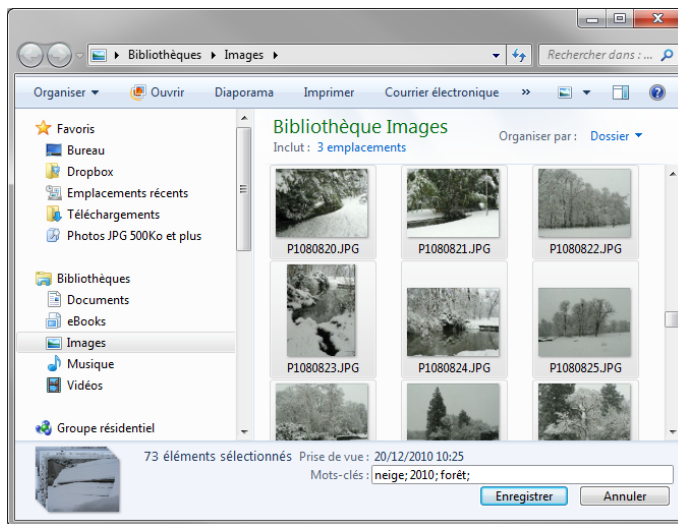 Bibliothèques Images
Rechercher dans : ...
Organiser Ouvrir Diaporama Imprimer Courrier électronique »
Favoris
Bureau
Dropbox
Emplacements récents
Téléchargements
Photos JPG 500Ko et plus
Bibliothèques
Documents
eBooks
Images
Musique
Vidéos
Groupe résidentiel
Bibliothèque Images
Inclut : 3 emplacements
Organiser par : Dossier
P1080820.JPG P1080821.JPG P1080822.JPG
P1080823.JPG P1080824.JPG P1080825.JPG
73 éléments sélectionnés Prise de vue : 20/12/2010 10:25
Mots-clés : neige; 2010; forêt;
Enregistrer Annuler